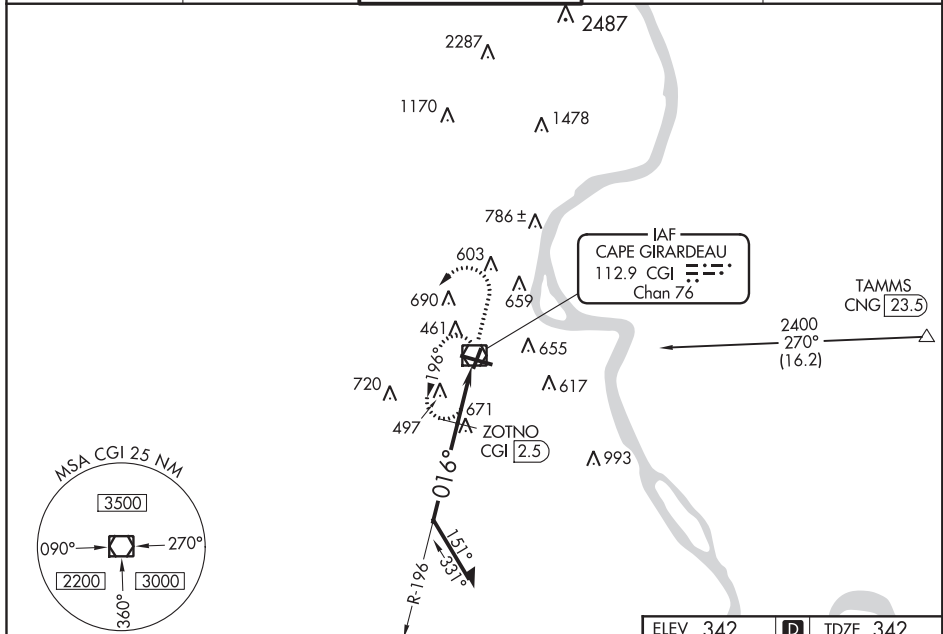 2487
2287
1170
1478
786 ±
IAF
CAPE GIRARDEAU
112.9 CGI
Chan 76
603
TAMMS
CNG 23.5
690
659
2400
270°
(16.2)
461
196°
655
720
617
497
671
ZOTNO
CGI 2.5
993
016°
MSA CGI 25 NM
3500
090°
270°
2200
3000
360°
151°
331°
R-196
ELEV 342 D TDZE 342